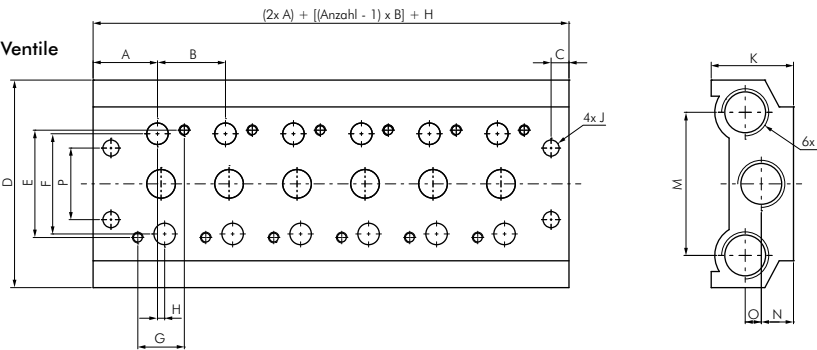 (2x A) + [(Anzahl - 1) x B] + H
Ventile
A
B
C
K
4x J
6x
D
E
F
P
M
H
G
O
N